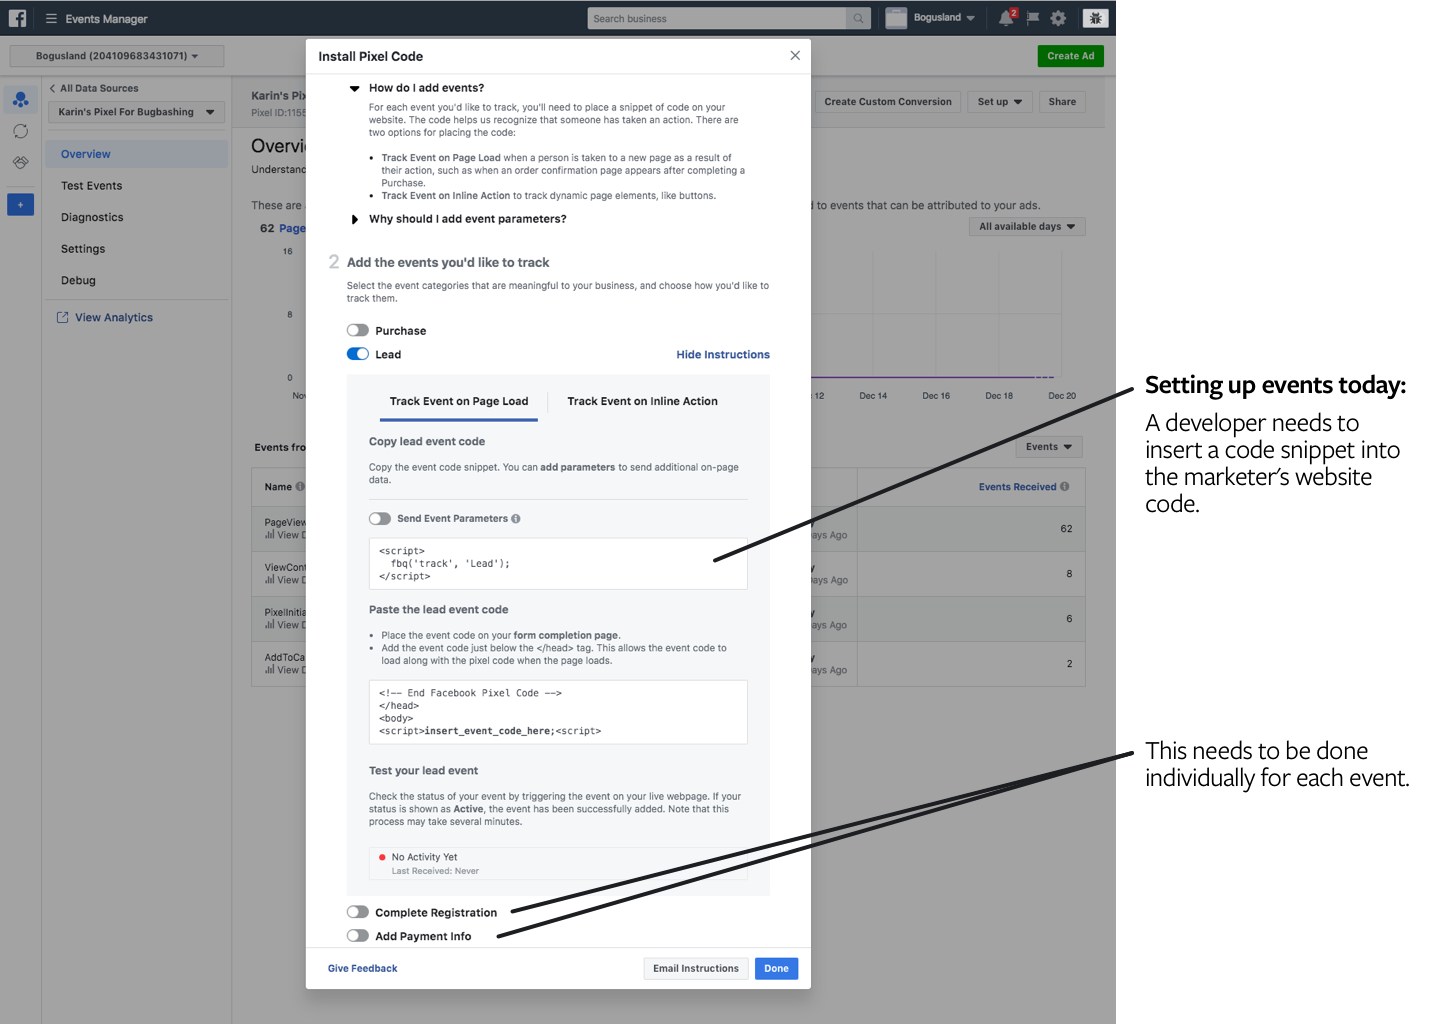 Events Manager
Search business
Bogusland
2
Bogusland (204109683431071)
Create Ad
All Data Sources
Karin's Pixel For Bugbashing
Overview
Test Events
Diagnostics
Settings
Debug
View Analytics
Karin's
Pixel ID:
Create Custom Conversion
Set up
Share
Understand
These are
d to events that can be attributed to your ads.
62 Page
All available days
16
8
0
12
Dec 14
Dec 16
Dec 18
Dec 20
Events
Name
Events Received
PageView
View
ays Ago
62
View
Days Ago
8
View
ays Ago
6
View
ays Ago
2
Install Pixel Code
How do I add events?
For each event you'd like to track, you'll need to place a snippet of code on your
website. The code helps us recognize that someone has taken an action. There are
two options for placing the code:
• Track Event on Page Load when a person is taken to a new page as a result of
their action, such as when an order confirmation page appears after completing a
Purchase.
• Track Event on Inline Action to track dynamic page elements, like buttons.
Why should I add event parameters?
2 Add the events you'd like to track
Select the event categories that are meaningful to your business, and choose how you'd like to
track them.
Purchase
Lead
Hide Instructions
Track Event on Page Load
Track Event on Inline Action
Copy lead event code
Copy the event code snippet. You can add parameters to send additional on-page
data.
Send Event Parameters
<script>
fbq('track', 'Lead');
</script>
Paste the lead event code
• Place the event code on your form completion page.
• Add the event code just below the </head> tag. This allows the event code to
load along with the pixel code when the page loads.
<!-- End Facebook Pixel Code -->
</head>
<body>
<script>insert_event_code_here;<script>
Test your lead event
Check the status of your event by triggering the event on your live webpage. If your
status is shown as Active, the event has been successfully added. Note that this
process may take several minutes.
No Activity Yet
Last Received: Never
Complete Registration
Add Payment Info
Give Feedback
Email Instructions
Done
Setting up events today:
A developer needs to
insert a code snippet into
the marketer's website
code.
This needs to be done
individually for each event.